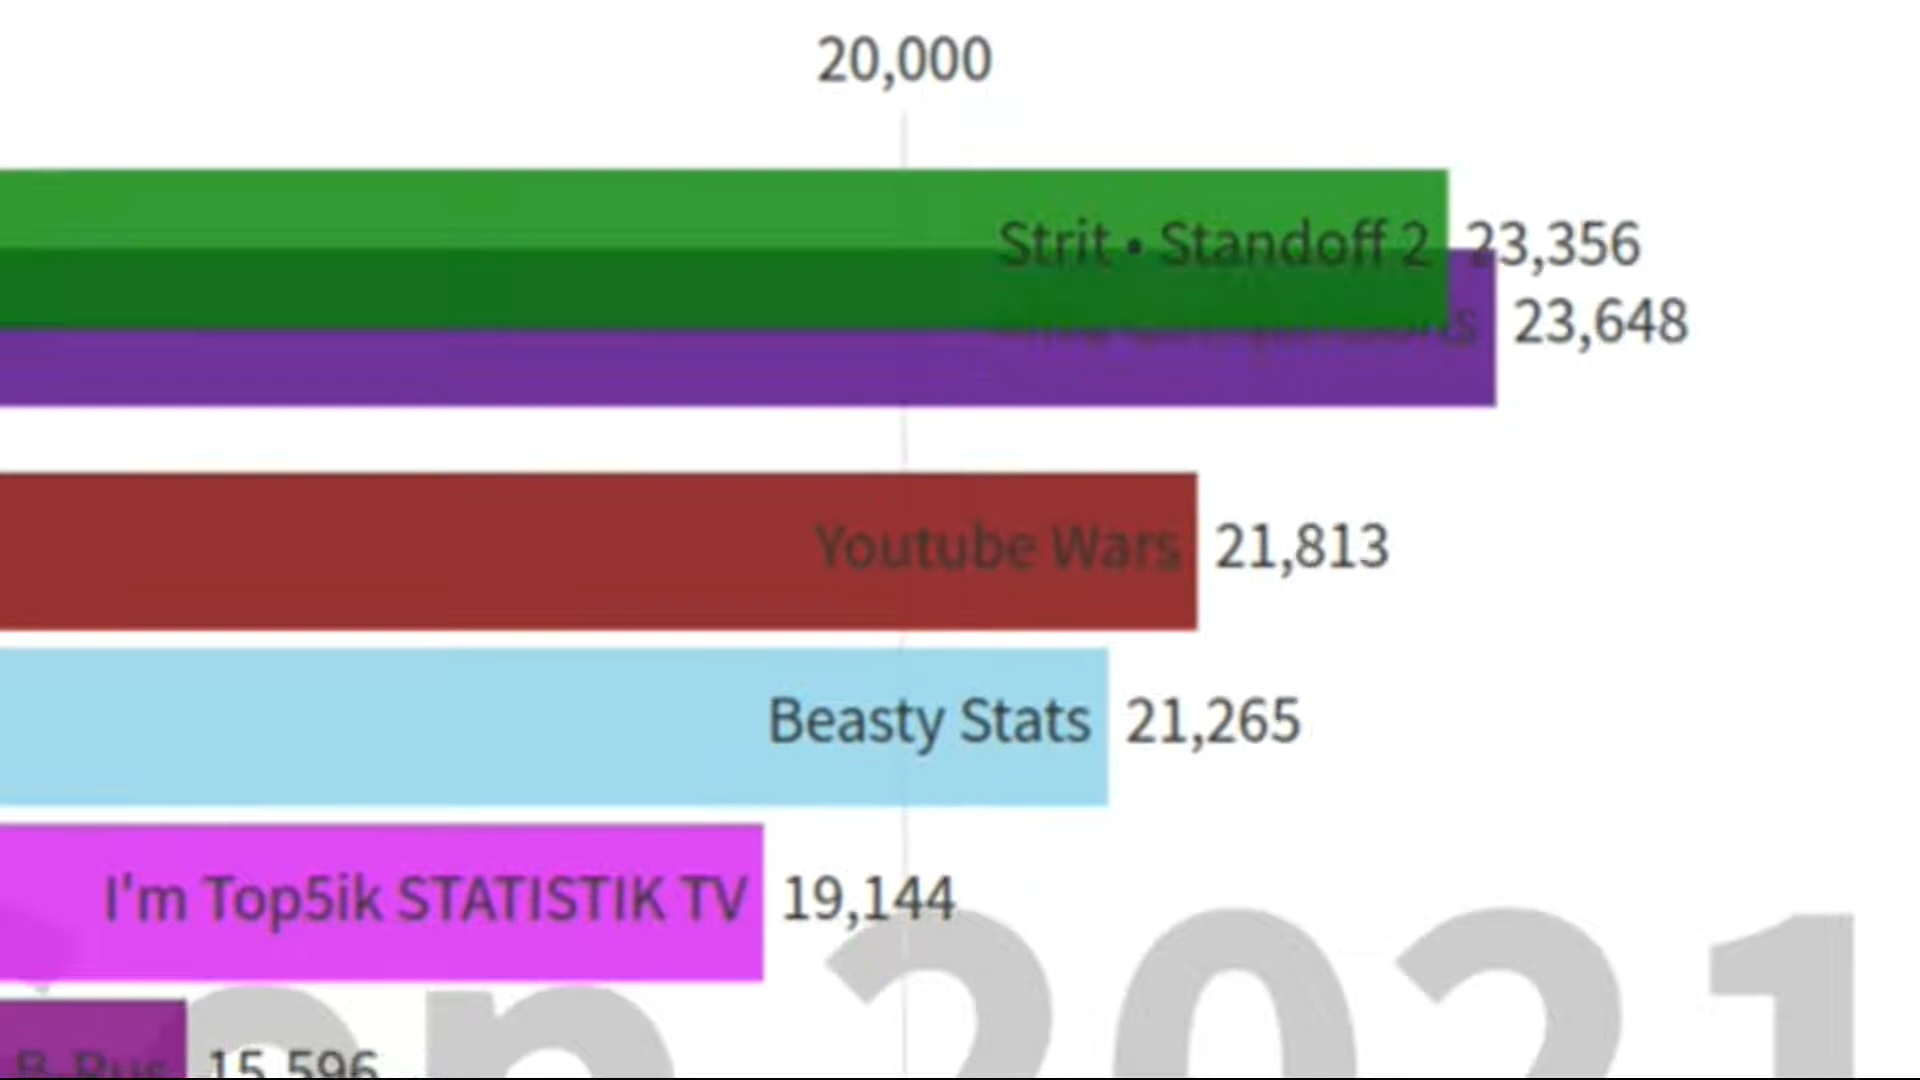 20,000
Strit • Standoff 2 23,356
23,648
Youtube Wars 21,813
Beasty Stats 21,265
I'm Top5ik STATISTIK TV 19,144
2021
B-Rus 15,596